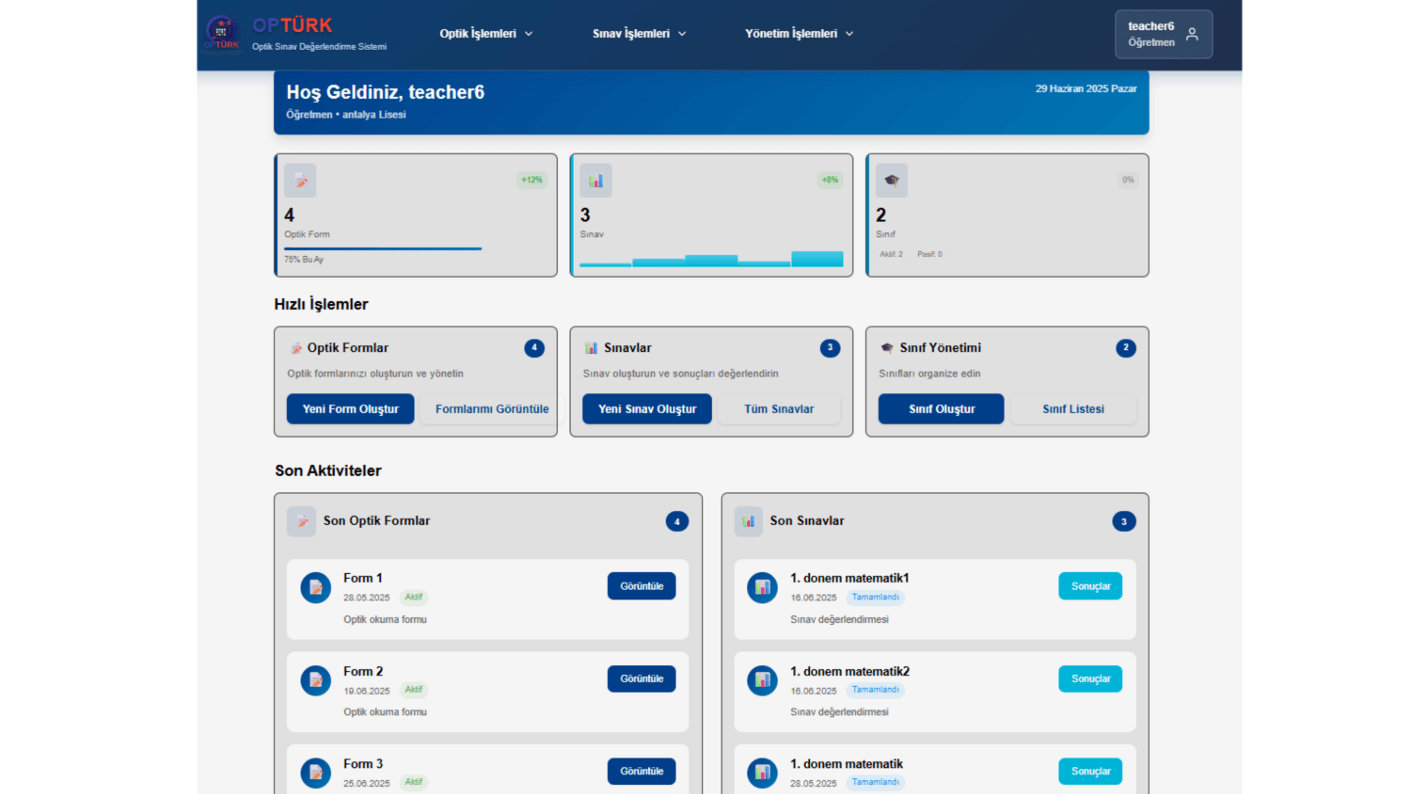 OPTÜRK
OPTÜRK
Optik Sınav Değerlendirme Sistemi
Optik İşlemleri
Sınav İşlemleri
Yönetim İşlemleri
teacher6
Öğretmen
Hoş Geldiniz, teacher6
29 Haziran 2025 Pazar
Öğretmen • antalya Lisesi
+12%
4
Optik Form
75% Bu Ay
+8%
3
Sınav
0%
2
Sınıf
Aktif: 2 Pasif: 0
Hızlı İşlemler
Optik Formlar
4
Optik formlarınızı oluşturun ve yönetin
Yeni Form Oluştur
Formlarımı Görüntüle
Sınavlar
3
Sınav oluşturun ve sonuçları değerlendirin
Yeni Sınav Oluştur
Tüm Sınavlar
Sınıf Yönetimi
2
Sınıfları organize edin
Sınıf Oluştur
Sınıf Listesi
Son Aktiviteler
Son Optik Formlar
4
Form 1
28.05.2025 Aktif
Optik okuma formu
Görüntüle
Form 2
19.06.2025 Aktif
Optik okuma formu
Görüntüle
Form 3
25.06.2025 Aktif
Görüntüle
Son Sınavlar
3
1. donem matematik1
16.06.2025 Tamamlandı
Sınav değerlendirmesi
Sonuçlar
1. donem matematik2
16.06.2025 Tamamlandı
Sınav değerlendirmesi
Sonuçlar
1. donem matematik
28.05.2025 Tamamlandı
Sonuçlar